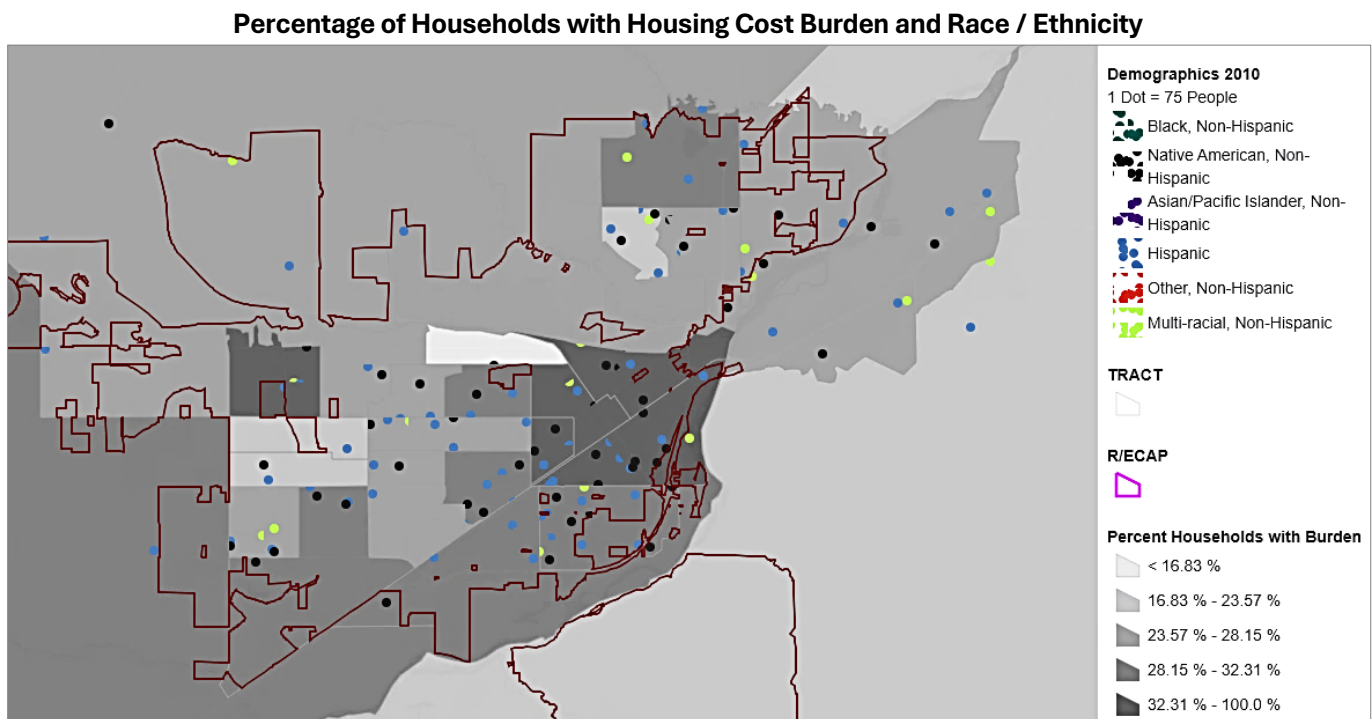 Percentage of Households with Housing Cost Burden and Race / Ethnicity
Demographics 2010
1 Dot = 75 People
Black, Non-Hispanic
Native American, Non-
Hispanic
Asian/Pacific Islander, Non-
Hispanic
Hispanic
Other, Non-Hispanic
Multi-racial, Non-Hispanic
TRACT
R/ECAP
Percent Households with Burden
< 16.83 %
16.83 % - 23.57 %
23.57 % - 28.15 %
28.15 % - 32.31 %
32.31 % - 100.0 %